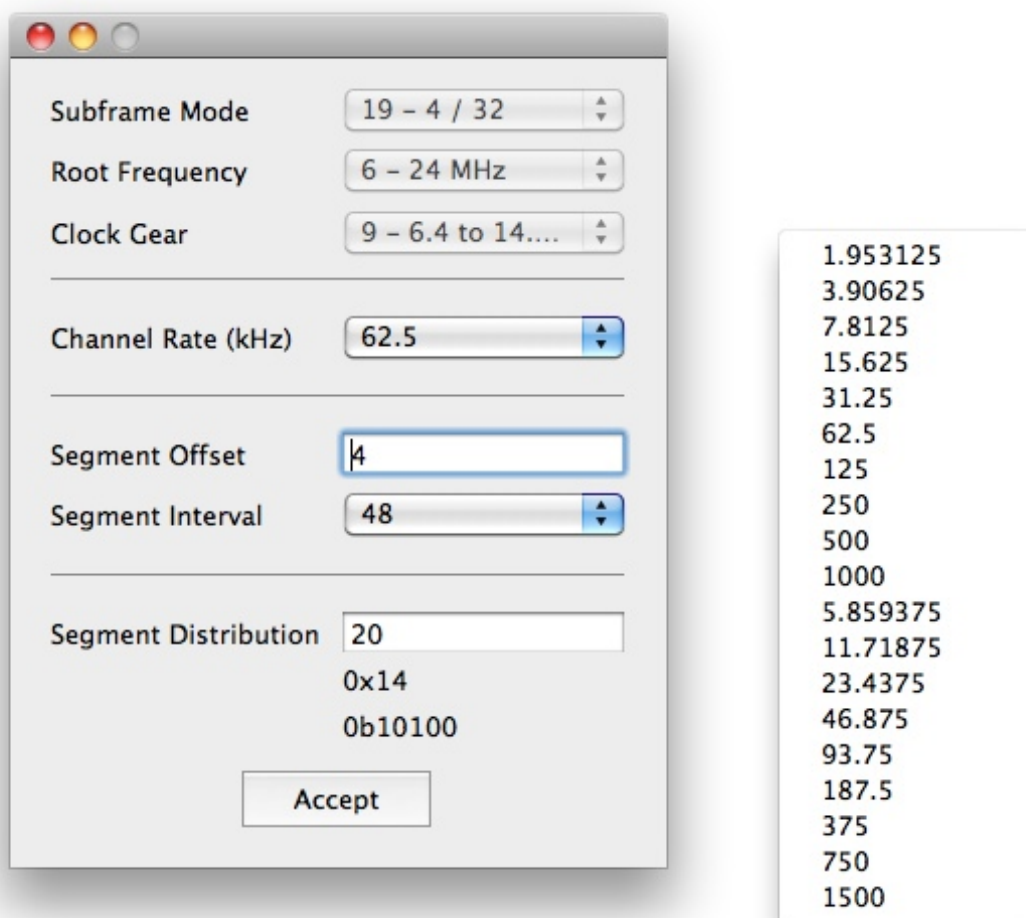 Subframe Mode 19 – 4 / 32
Root Frequency 6 – 24 MHz
Clock Gear 9 – 6.4 to 14....
Channel Rate (kHz) 62.5
Segment Offset 4
Segment Interval 48
Segment Distribution 20
0x14
0b10100
Accept
1.953125
3.90625
7.8125
15.625
31.25
62.5
125
250
500
1000
5.859375
11.71875
23.4375
46.875
93.75
187.5
375
750
1500